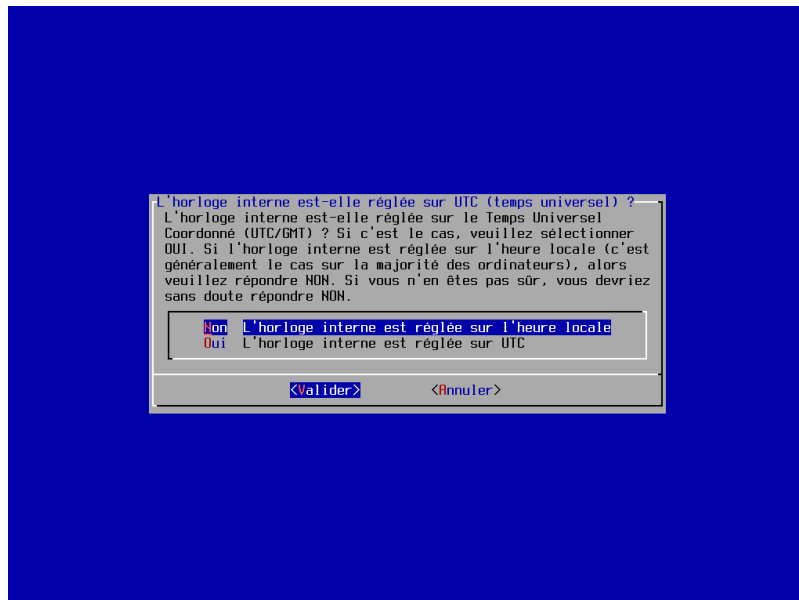 L'horloge interne est-elle réglée sur UTC (temps universel) ?
L'horloge interne est-elle réglée sur le Temps Universel
Coordonné (UTC/GMT) ? Si c'est le cas, veuillez sélectionner
OUI. Si l'horloge interne est réglée sur l'heure locale (c'est
généralement le cas sur la majorité des ordinateurs), alors
veuillez répondre NON. Si vous n'en êtes pas sûr, vous devriez
sans doute répondre NON.
Non L'horloge interne est réglée sur l'heure locale
Oui L'horloge interne est réglée sur UTC
<Valider> <Annuler>